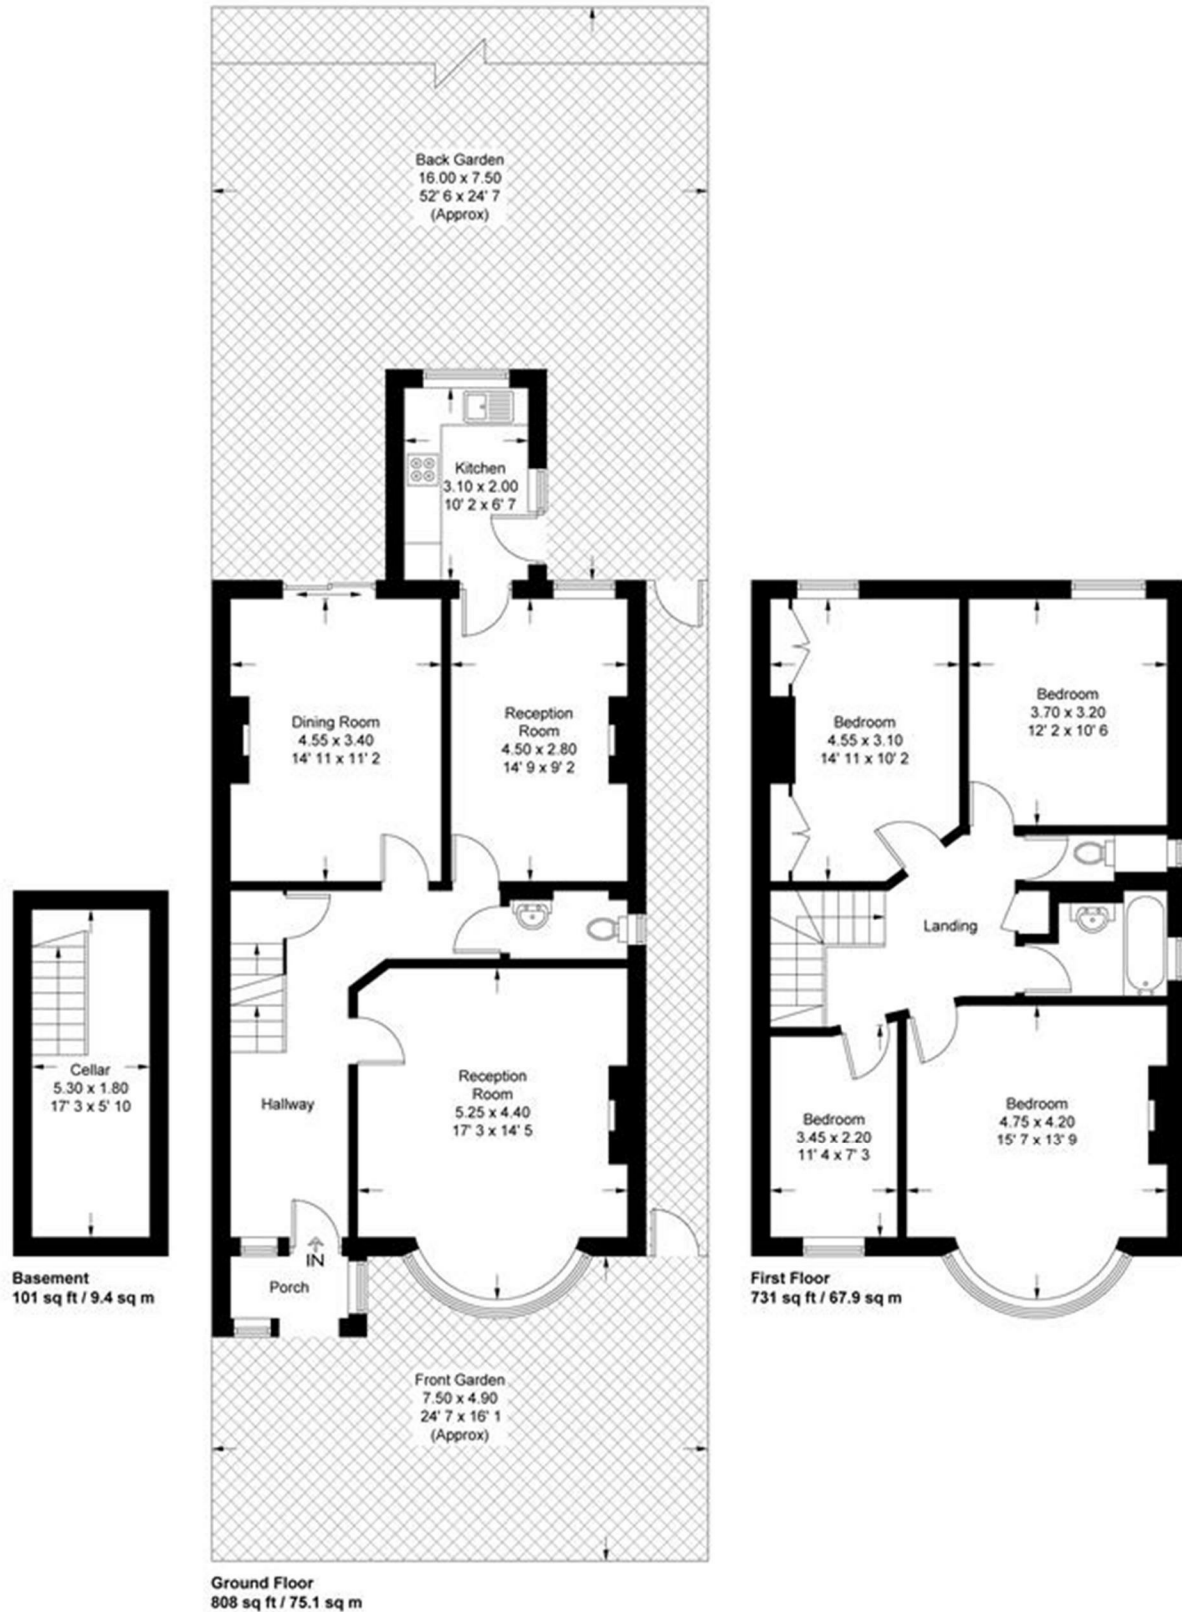 Back Garden
16.00 x 7.50
52' 6 x 24' 7
(Approx)
Kitchen
3.10 x 2.00
10' 2 x 6' 7
Dining Room
4.55 x 3.40
14' 11 x 11' 2
Reception
Room
4.50 x 2.80
14' 9 x 9' 2
Hallway
Reception
Room
5.25 x 4.40
17' 3 x 14' 5
IN
Porch
Front Garden
7.50 x 4.90
24' 7 x 16' 1
(Approx)
Ground Floor
808 sq ft / 75.1 sq m
Cellar
5.30 x 1.80
17' 3 x 5' 10
Basement
101 sq ft / 9.4 sq m
Bedroom
4.55 x 3.10
14' 11 x 10' 2
Bedroom
3.70 x 3.20
12' 2 x 10' 6
Landing
Bedroom
3.45 x 2.20
11' 4 x 7' 3
Bedroom
4.75 x 4.20
15' 7 x 13' 9
First Floor
731 sq ft / 67.9 sq m